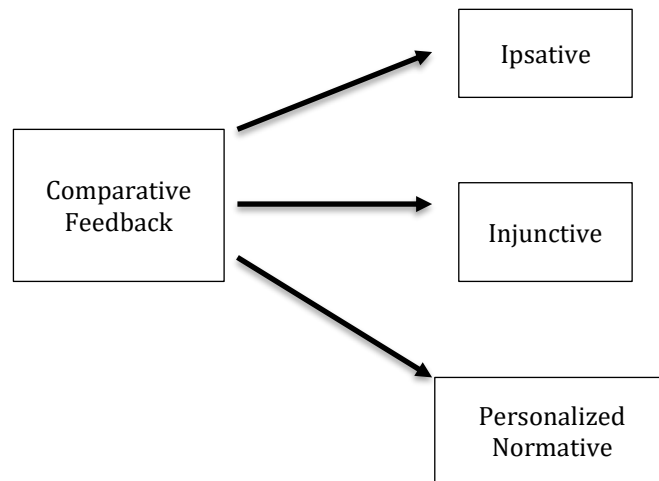 Ipsative
Comparative
Feedback
Injunctive
Personalized
Normative